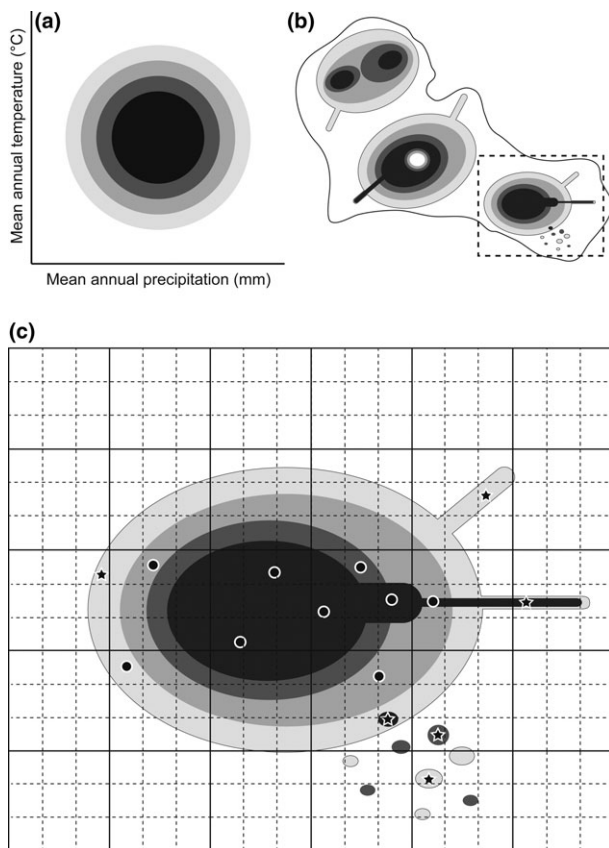 (a)
Mean annual temperature (°C)
Mean annual precipitation (mm)
(b)
(c)